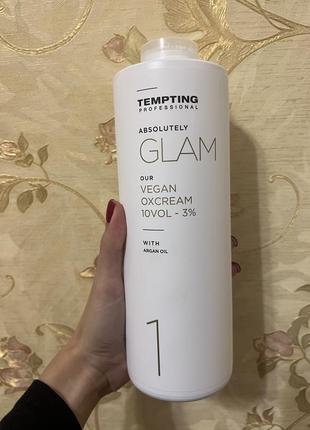 TEMPTING
PROFESSIONAL
ABSOLUTELY
GLAM
OUR
VEGAN
OXCREAM
10VOL - 3%
WITH
ARGAN OIL
1